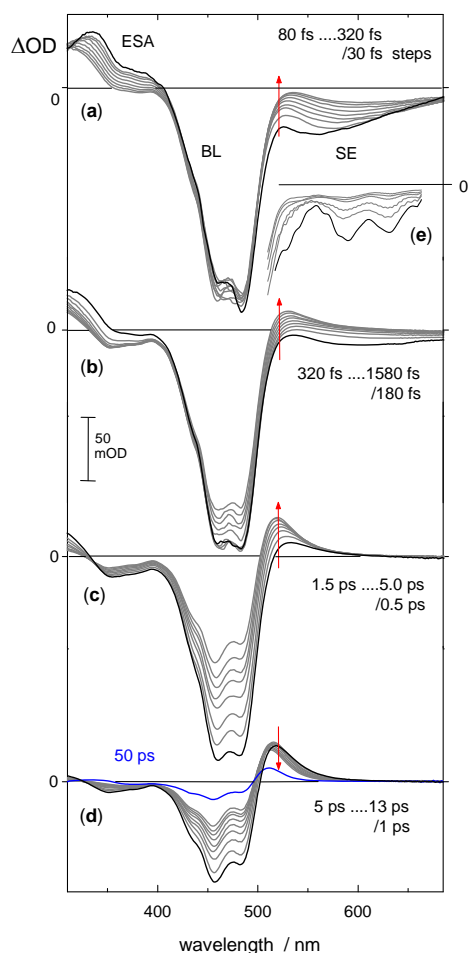 ΔOD
ESA
80 fs ....320 fs
/30 fs steps
0
(a)
BL
SE
0
(e)
0
(b)
320 fs ....1580 fs
/180 fs
50
mOD
0
(c)
1.5 ps ....5.0 ps
/0.5 ps
50 ps
0
(d)
5 ps ....13 ps
/1 ps
400 500 600
wavelength / nm